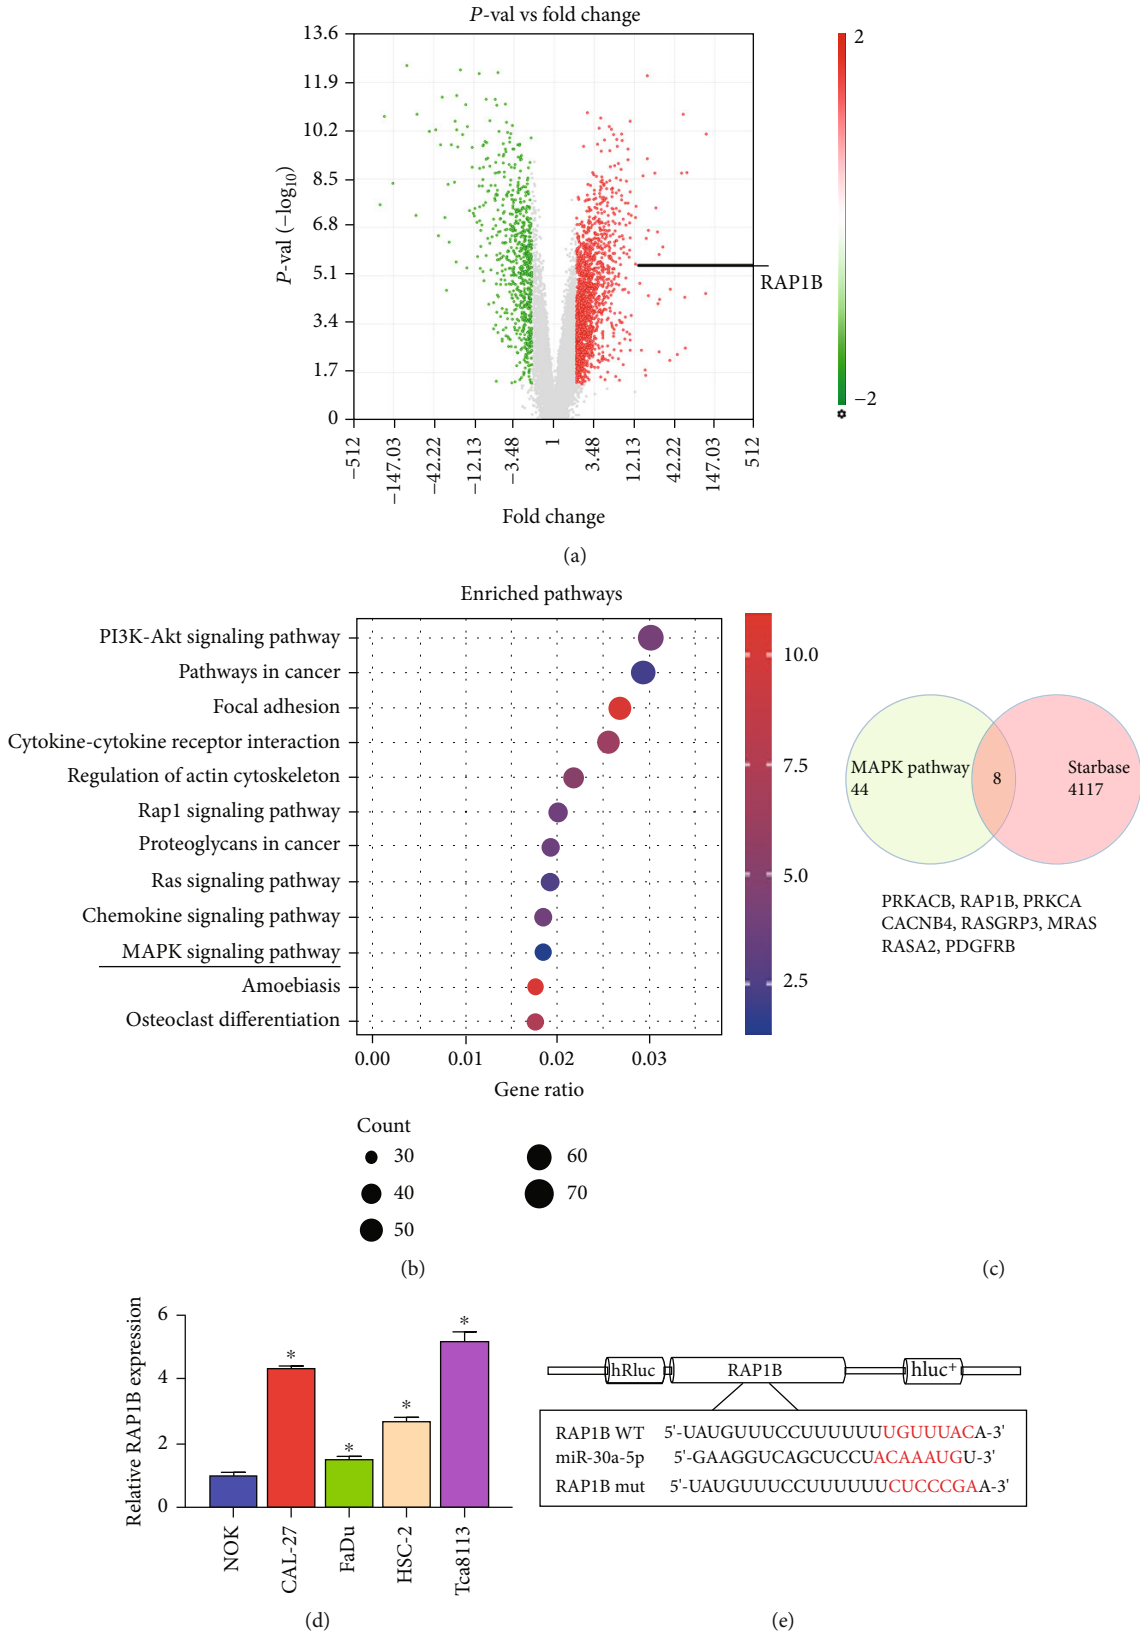 P-val vs fold change
13.6
11.9
10.2
8.5
6.8
5.1
3.4
1.7
0
P-val (−log10)
−512
−147.03
−42.22
−12.13
−3.48
1
3.48
12.13
42.22
147.03
512
Fold change
RAP1B
2
−2
(a)
Enriched pathways
PI3K-Akt signaling pathway
Pathways in cancer
Focal adhesion
Cytokine-cytokine receptor interaction
Regulation of actin cytoskeleton
Rap1 signaling pathway
Proteoglycans in cancer
Ras signaling pathway
Chemokine signaling pathway
MAPK signaling pathway
Amoebiasis
Osteoclast differentiation
0.00 0.01 0.02 0.03
Gene ratio
10.0
7.5
5.0
2.5
Count
30
40
50
60
70
(b)
MAPK pathway
44
8
Starbase
4117
PRKACB, RAP1B, PRKCA
CACNB4, RASGRP3, MRAS
RASA2, PDGFRB
(c)
Relative RAP1B expression
6
4
2
0
*
*
*
*
NOK
CAL-27
FaDu
HSC-2
Tca8113
(d)
hRluc RAP1B hluc+
RAP1B WT 5'-UAUGUUUCCUUUUUUUGUUUACA-3'
miR-30a-5p 5'-GAAGGUCAGCUCCUACAAAUGU-3'
RAP1B mut 5'-UAUGUUUCCUUUUUUCUCCCGAA-3'
(e)